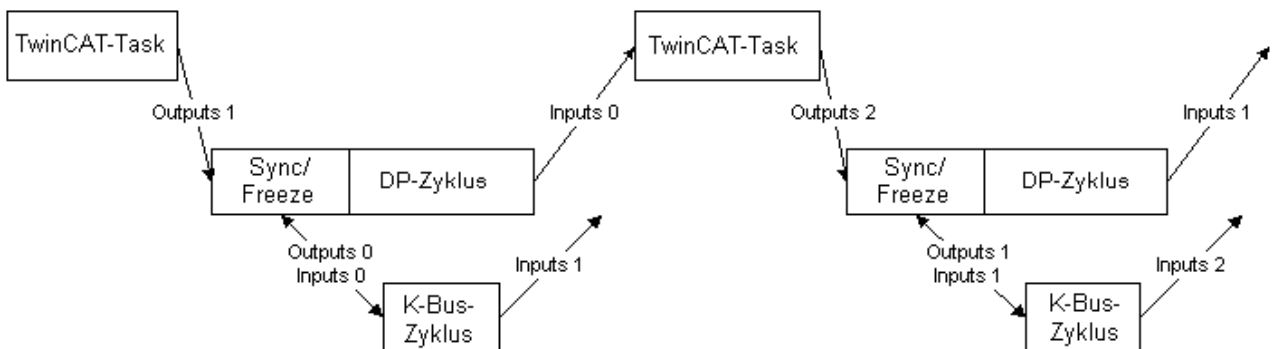 TwinCAT-Task
TwinCAT-Task
Outputs 1
Inputs 0
Outputs 2
Inputs 1
Sync/
Freeze
DP-Zyklus
Sync/
Freeze
DP-Zyklus
Outputs 0
Inputs 0
Inputs 1
Outputs 1
Inputs 1
Inputs 2
K-Bus-
Zyklus
K-Bus-
Zyklus